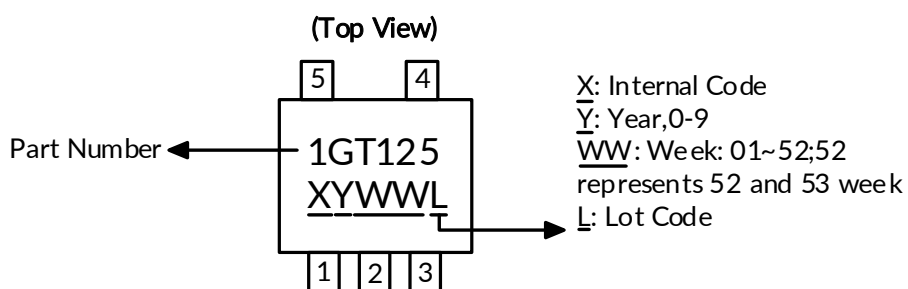 (Top View)
5
4
Part Number
1GT125
XYWWL
1
2
3
X: Internal Code
Y: Year,0-9
WW: Week: 01~52;52
represents 52 and 53 week
L: Lot Code